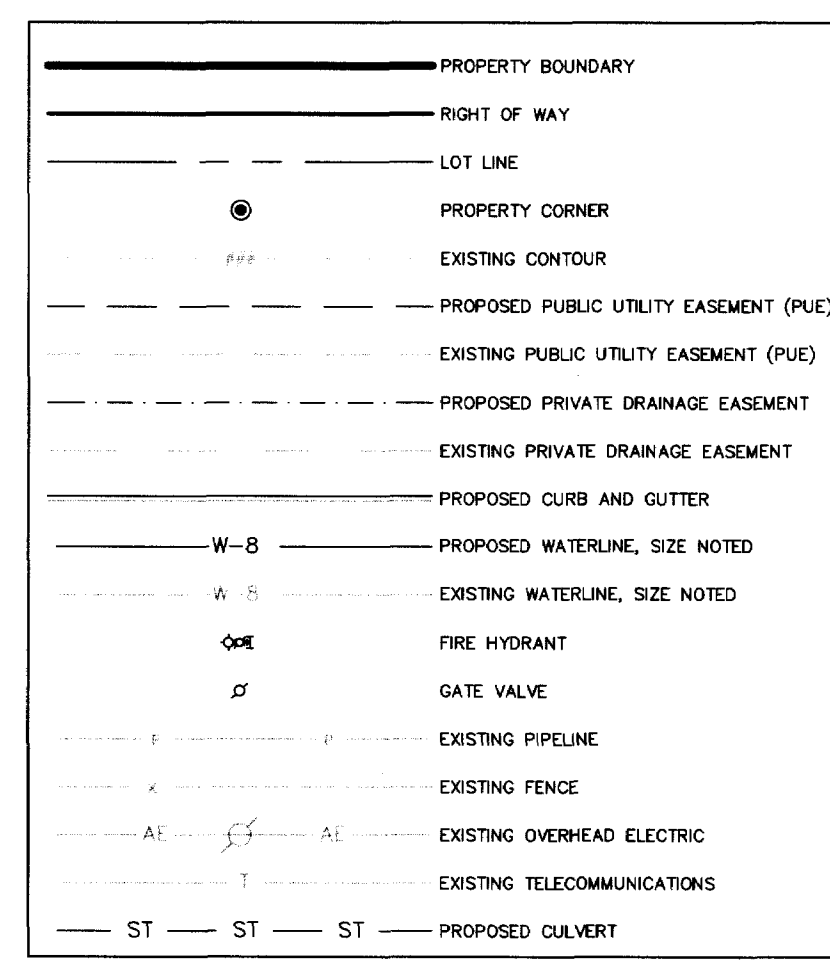 PROPERTY BOUNDARY
RIGHT OF WAY
LOT LINE
PROPERTY CORNER
### EXISTING CONTOUR
PROPOSED PUBLIC UTILITY EASEMENT (PUE)
EXISTING PUBLIC UTILITY EASEMENT (PUE)
PROPOSED PRIVATE DRAINAGE EASEMENT
EXISTING PRIVATE DRAINAGE EASEMENT
PROPOSED CURB AND GUTTER
W-8 PROPOSED WATERLINE, SIZE NOTED
W-8 EXISTING WATERLINE, SIZE NOTED
FIRE HYDRANT
GATE VALVE
P P EXISTING PIPELINE
X EXISTING FENCE
AE AE EXISTING OVERHEAD ELECTRIC
T EXISTING TELECOMMUNICATIONS
ST ST ST PROPOSED CULVERT